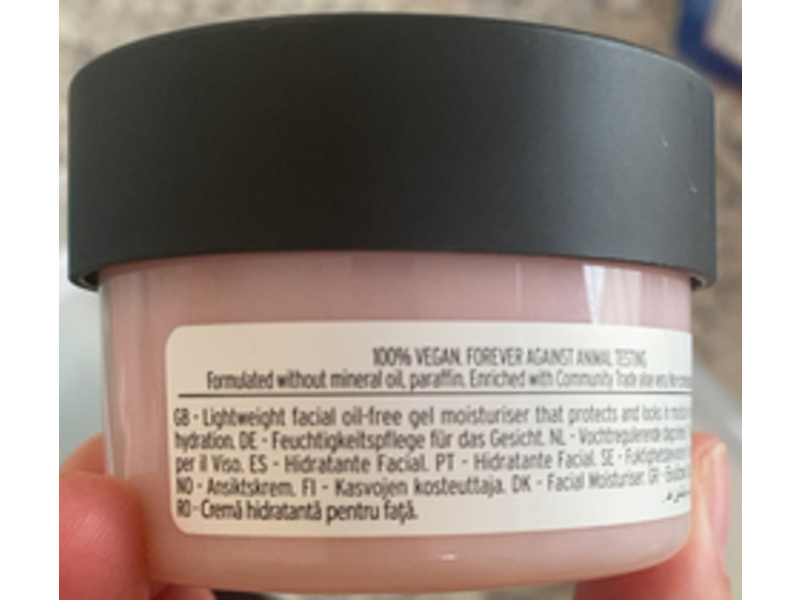 100% VEGAN. FOREVER AGAINST ANIMAL TESTING
Formulated without mineral oil, paraffin. Enriched with Community Trade aloe vera
GB - Lightweight facial oil-free gel moisturiser that protects and locks in
hydration. DE - Feuchtigkeitspflege für das Gesicht. NL - Vochtregulerende
per il Viso. ES - Hidratante Facial. PT - Hidratante Facial. SE -
NO - Ansiktskrem. FI - Kasvojen kosteuttaja. DK - Facial Moisturiser. GR -
RO - Cremă hidratantă pentru față.